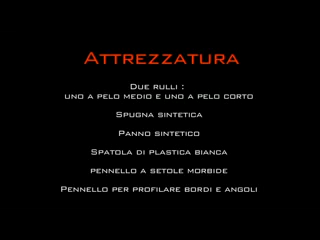 Attrezzatura
Due rulli :
uno a pelo medio e uno a pelo corto
Spugna sintetica
Panno sintetico
Spatola di plastica bianca
pennello a setole morbide
Pennello per profilare bordi e angoli